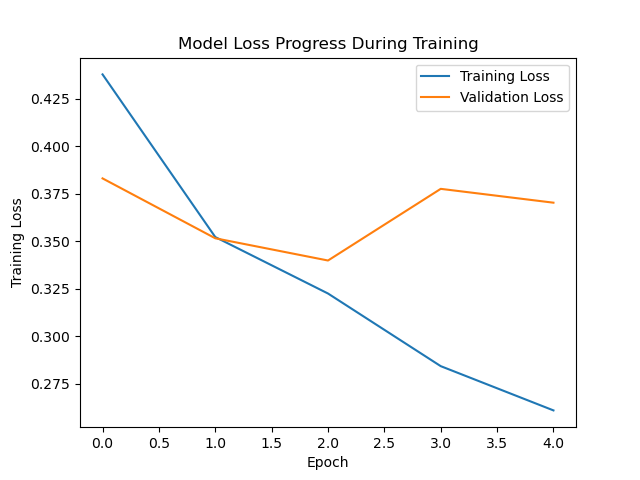 Model Loss Progress During Training
Training Loss
Validation Loss
0.425
0.400
0.375
0.350
0.325
0.300
0.275
Training Loss
0.0 0.5 1.0 1.5 2.0 2.5 3.0 3.5 4.0
Epoch